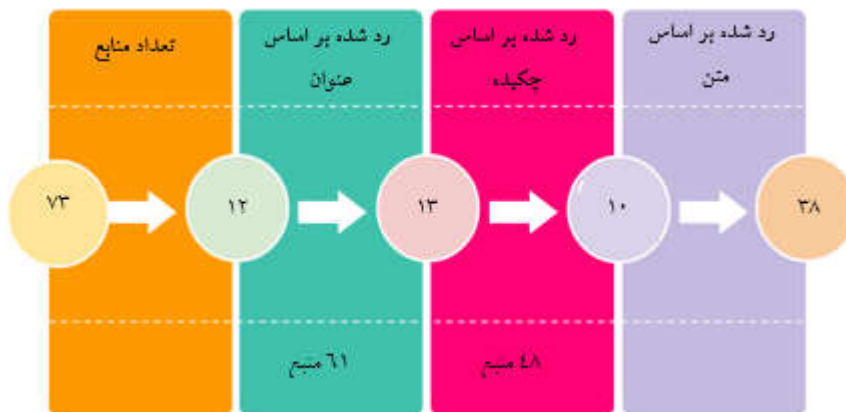 تعداد منابع
رد شده بر اساس
عنوان
رد شده بر اساس
چکیده
رد شده بر اساس
متن
۷۳
۱۲
۱۳
۱۰
۳۸
۶۱ منبع
۴۸ منبع